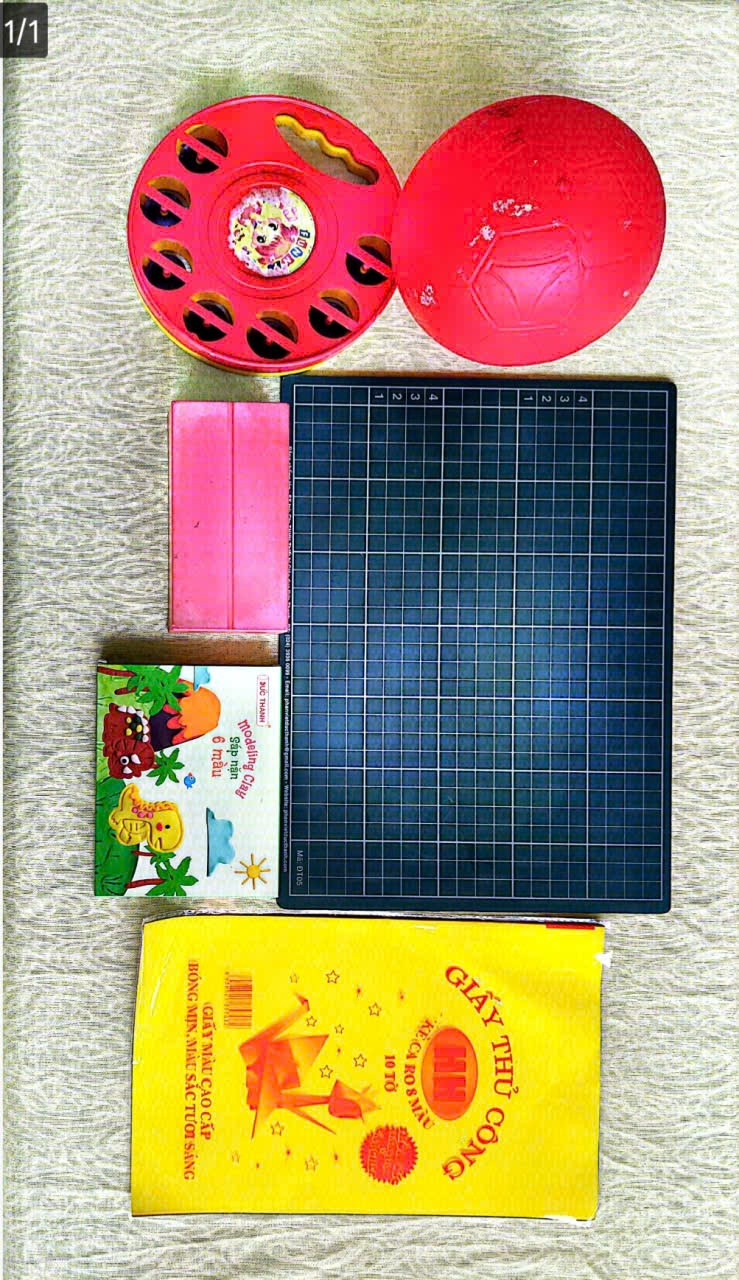 1/1
1 2 3 4
1 2 3 4
Mã: ĐT05
ĐỨC THÀNH
Modeling Clay
Sáp nặn
6 màu
GIẤY THỦ CÔNG
HH
KẺ CA RO 8 MÀU
10 TỜ
GIẤY MÀU CAO CẤP
BÓNG MỊN, MÀU SẮC TƯƠI SÁNG